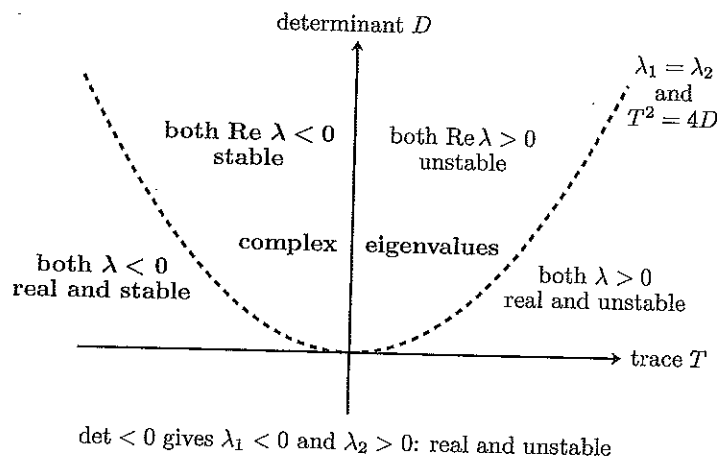 determinant D
λ₁ = λ₂
and
T² = 4D
both Re λ < 0
stable
both Re λ > 0
unstable
complex eigenvalues
both λ < 0
real and stable
both λ > 0
real and unstable
trace T
det < 0 gives λ₁ < 0 and λ₂ > 0: real and unstable